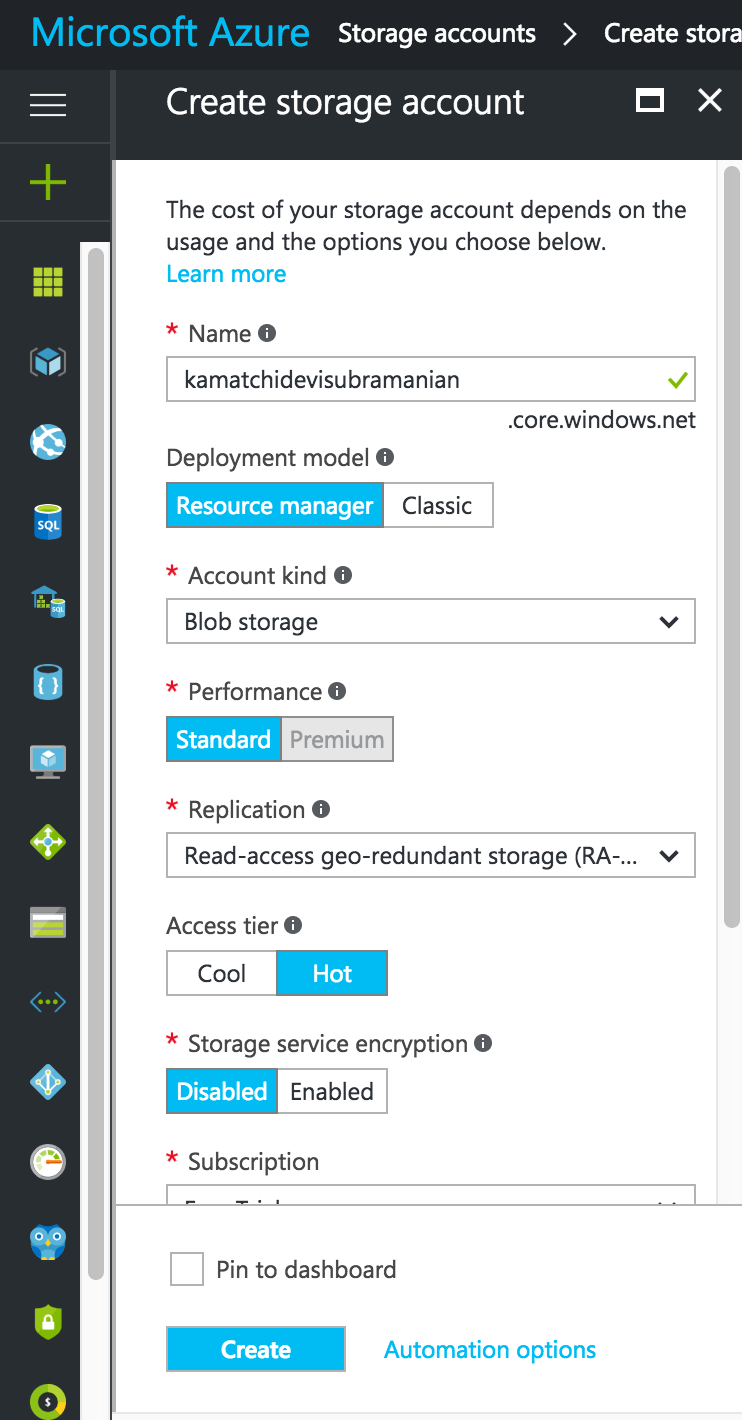 Microsoft Azure Storage accounts > Create stora
Create storage account
The cost of your storage account depends on the
usage and the options you choose below.
Learn more
* Name
kamatchidevisubramanian
.core.windows.net
Deployment model
Resource manager Classic
* Account kind
Blob storage
* Performance
Standard Premium
* Replication
Read-access geo-redundant storage (RA-...
Access tier
Cool Hot
* Storage service encryption
Disabled Enabled
* Subscription
Pin to dashboard
Create Automation options
SQL
SQL
{ }
$